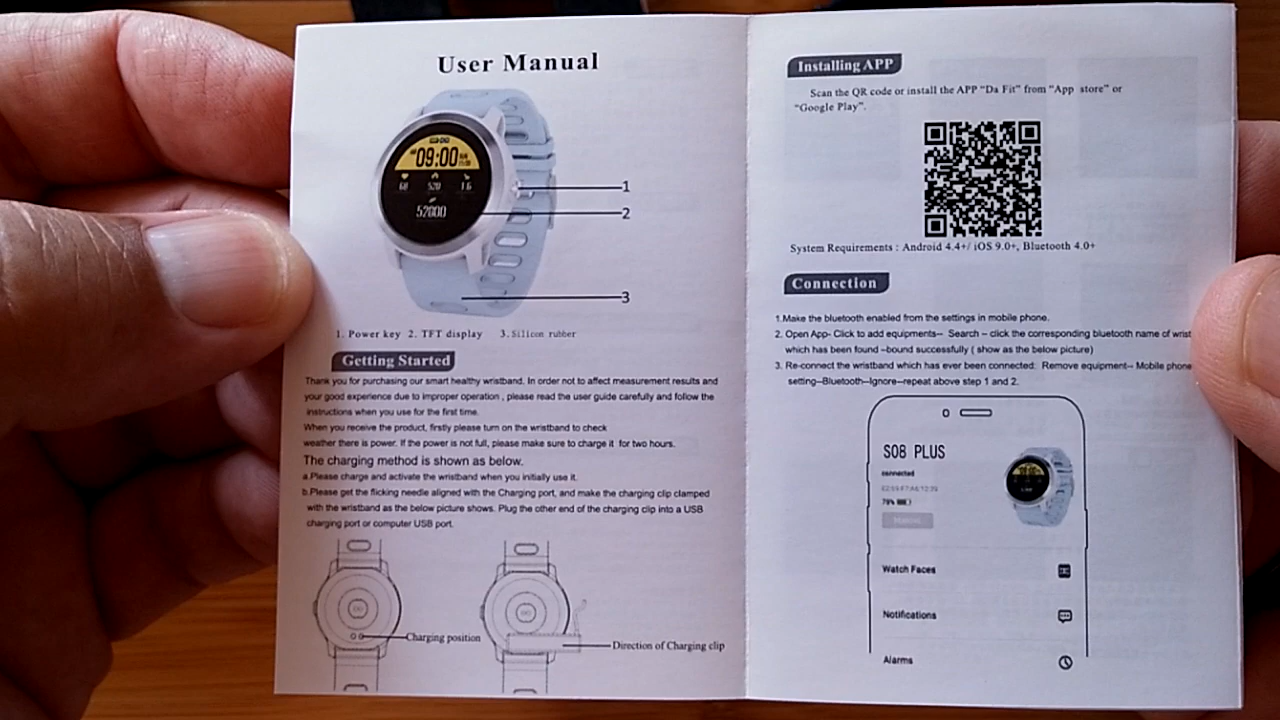 User Manual
09:00
68 520 1.6
52000
1
2
3
1. Power key 2. TFT display 3. Silicon rubber
Getting Started
Thank you for purchasing our smart healthy wristband. In order not to affect measurement results and
your good experience due to improper operation , please read the user guide carefully and follow the
instructions when you use for the first time.
When you receive the product, firstly please turn on the wristband to check
weather there is power. If the power is not full, please make sure to charge it for two hours.
The charging method is shown as below.
a.Please charge and activate the wristband when you initially use it.
b.Please get the flicking needle aligned with the Charging port, and make the charging clip clamped
with the wristband as the below picture shows. Plug the other end of the charging clip into a USB
charging port or computer USB port.
Charging position
Direction of Charging clip
Installing APP
Scan the QR code or install the APP “Da Fit” from “App store” or
“Google Play”.
System Requirements : Android 4.4+/ iOS 9.0+, Bluetooth 4.0+
Connection
1.Make the bluetooth enabled from the settings in mobile phone.
2. Open App- Click to add equipments-- Search – click the corresponding bluetooth name of wrist
which has been found –bound successfully ( show as the below picture)
3. Re-connect the wristband which has ever been connected: Remove equipment-- Mobile phone
setting--Bluetooth--Ignore--repeat above step 1 and 2.
S08 PLUS
connected
79%
Watch Faces
Notifications
Alarms